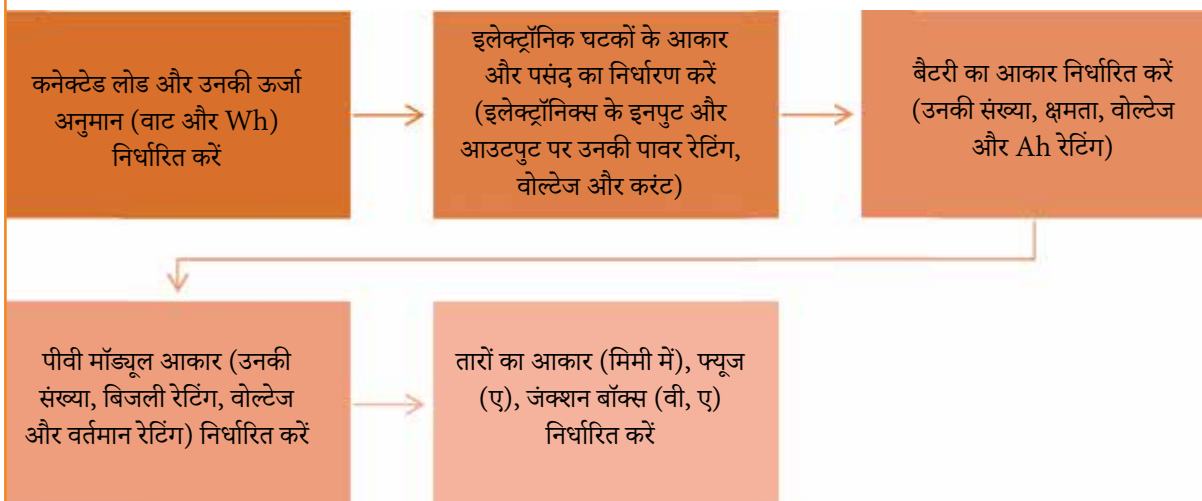 कनेक्टेड लोड और उनकी ऊर्जा
अनुमान (वाट और Wh)
निर्धारित करें
इलेक्ट्रॉनिक घटकों के आकार
और पसंद का निर्धारण करें
(इलेक्ट्रॉनिक्स के इनपुट और
आउटपुट पर उनकी पावर रेटिंग,
वोल्टेज और करंट)
बैटरी का आकार निर्धारित करें
(उनकी संख्या, क्षमता, वोल्टेज
और Ah रेटिंग)
पीवी मॉड्यूल आकार (उनकी
संख्या, बिजली रेटिंग, वोल्टेज
और वर्तमान रेटिंग) निर्धारित करें
तारों का आकार (मिमी में), फ्यूज
(ए), जंक्शन बॉक्स (वी, ए)
निर्धारित करें